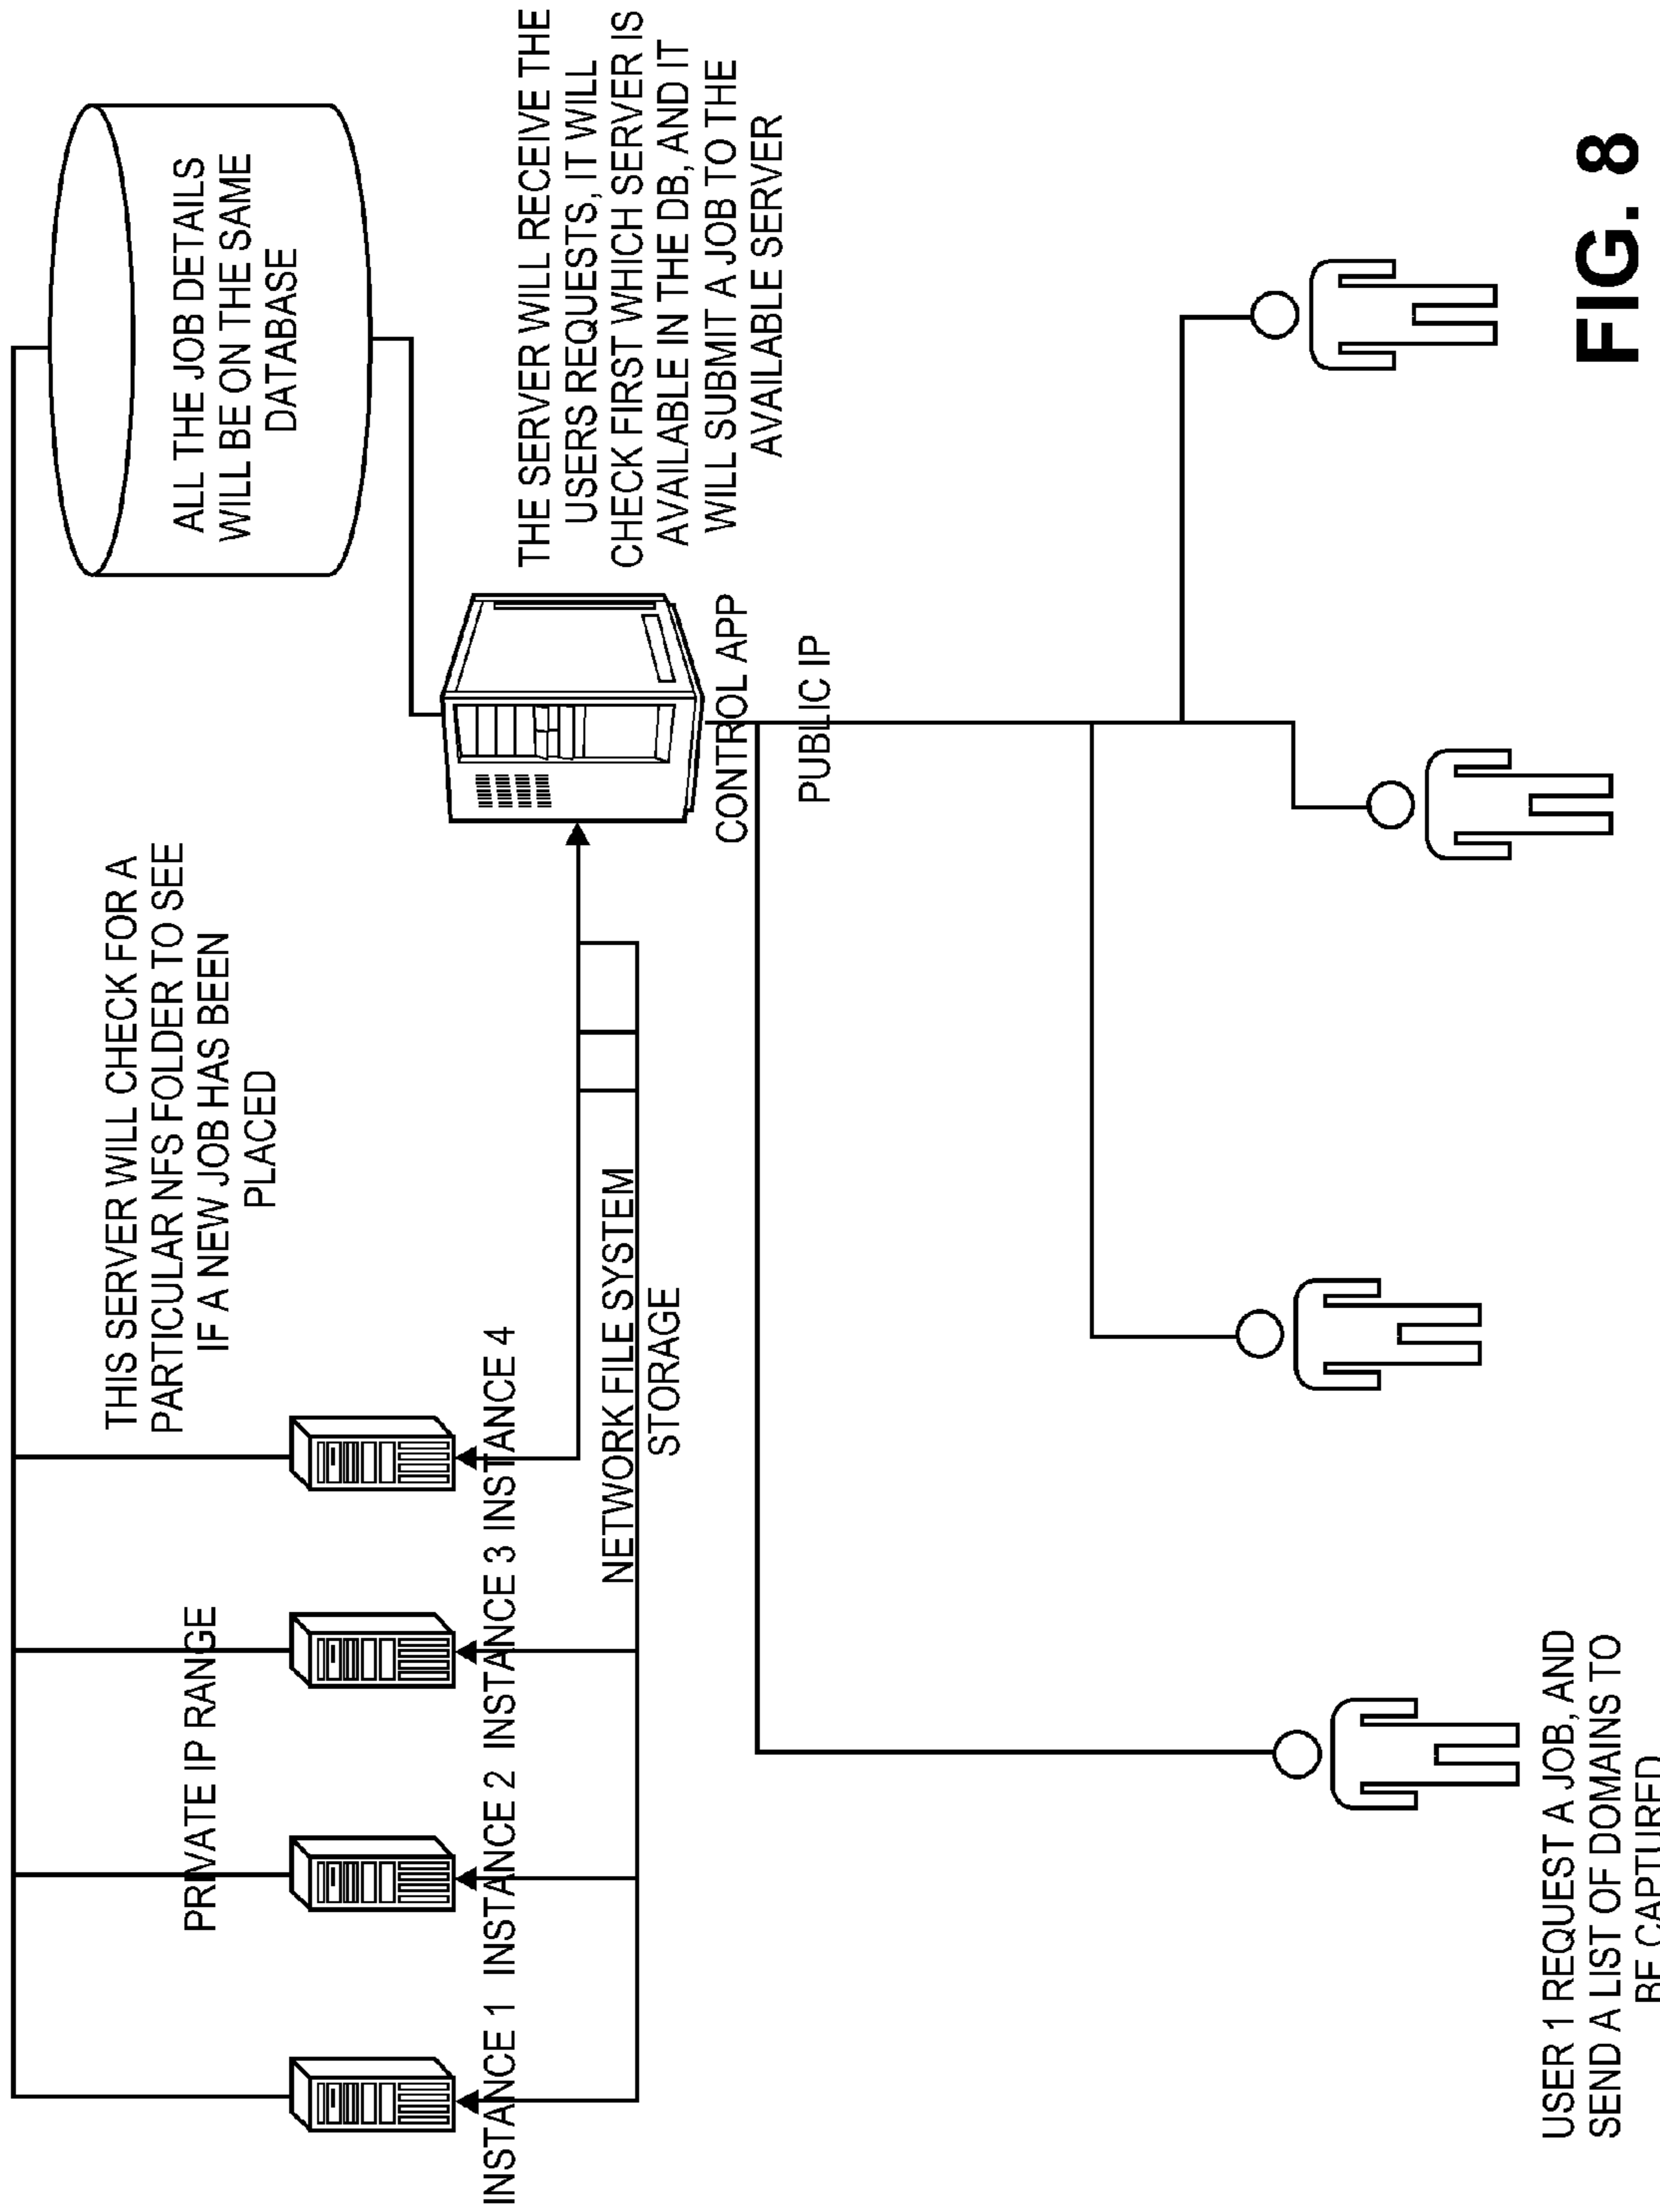 ALL THE JOB DETAILS
WILL BE ON THE SAME
DATABASE
THIS SERVER WILL CHECK FOR A
PARTICULAR NFS FOLDER TO SEE
IF A NEW JOB HAS BEEN
PLACED
PRIVATE IP RANGE
INSTANCE 1
INSTANCE 2
INSTANCE 3
INSTANCE 4
THE SERVER WILL RECEIVE THE
USERS REQUESTS, IT WILL
CHECK FIRST WHICH SERVER IS
AVAILABLE IN THE DB, AND IT
WILL SUBMIT A JOB TO THE
AVAILABLE SERVER
NETWORK FILE SYSTEM
STORAGE
CONTROL APP
PUBLIC IP
USER 1 REQUEST A JOB, AND
SEND A LIST OF DOMAINS TO
BE CAPTURED
FIG. 8